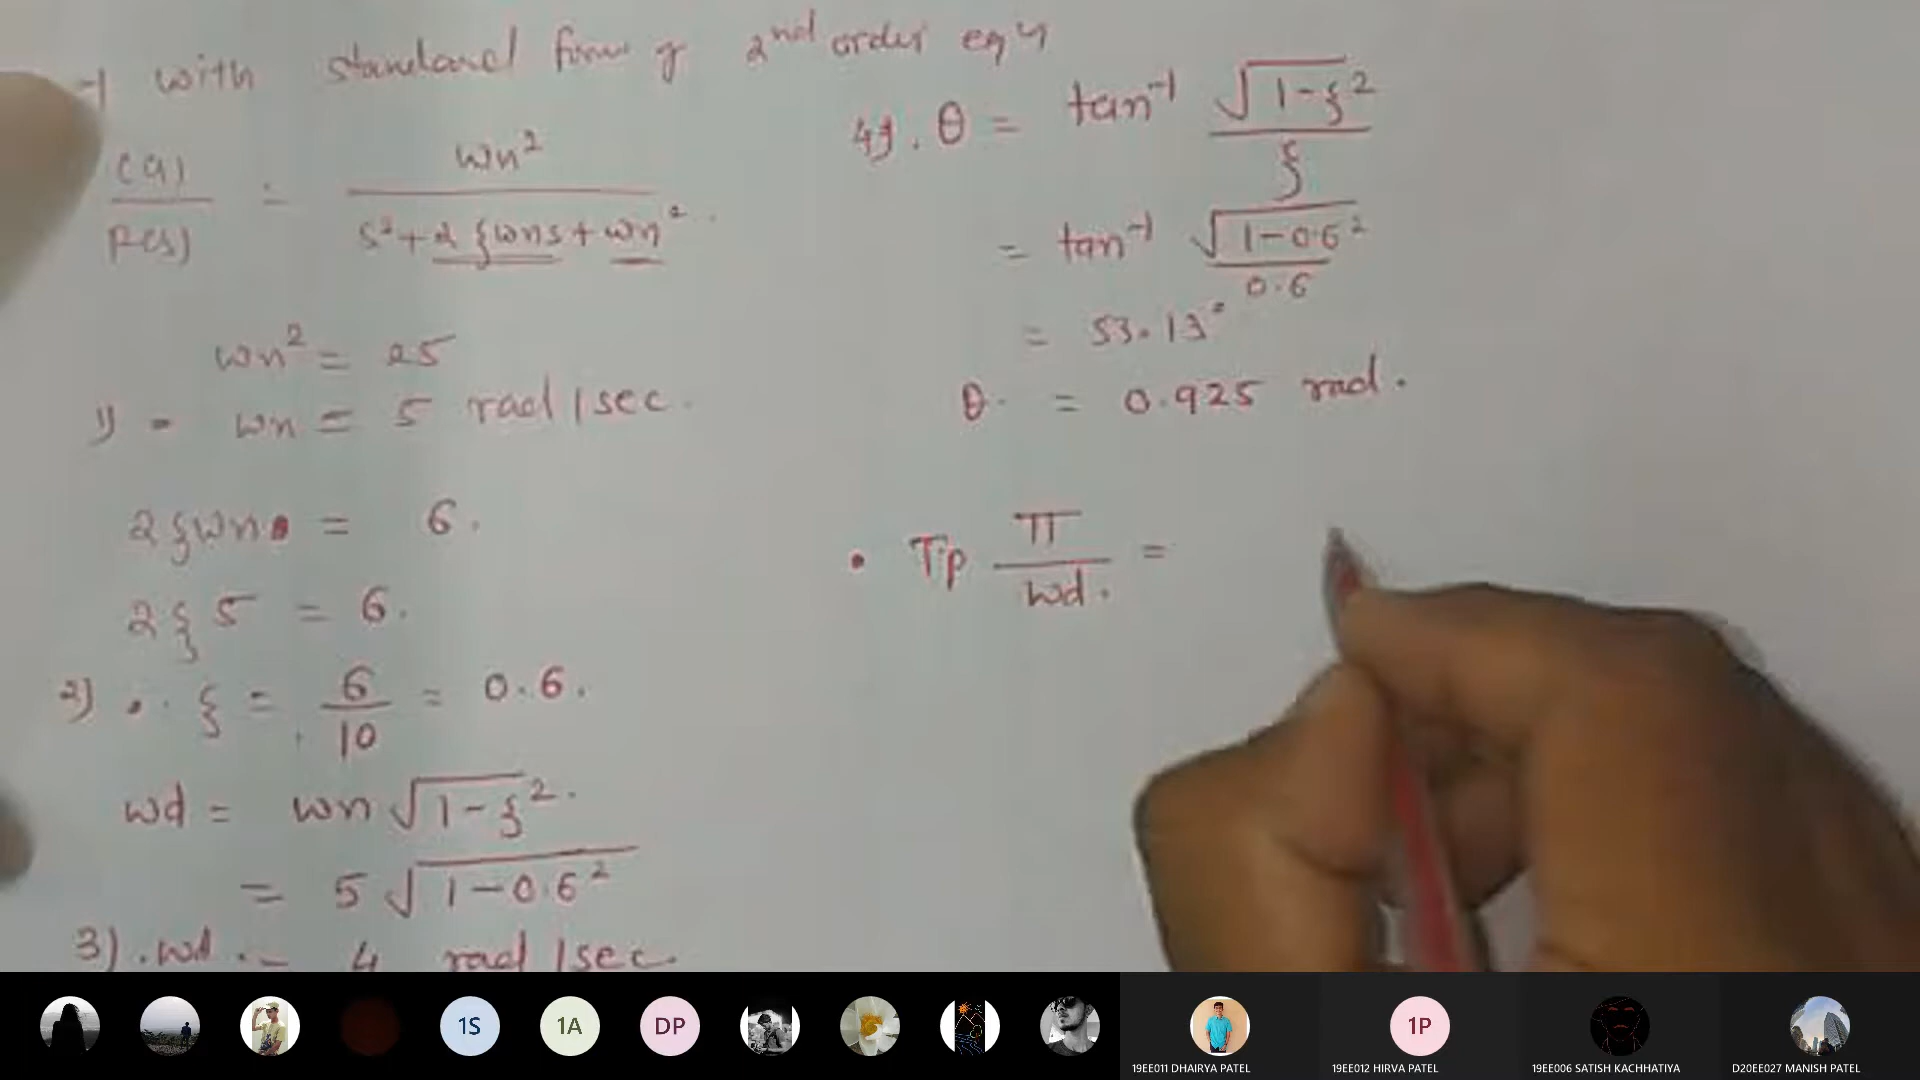 with standard form of 2nd order eqn
C(s)/R(s) = wn²/(s² + 2ξwns + wn²)
wn² = 25
1) • wn = 5 rad/sec.
2ξwn = 6.
2ξ5 = 6.
2) • ξ = 6/10 = 0.6.
wd = wn√(1-ξ²).
= 5√(1-0.6²)
3) . wd. = 4 rad/sec.
4). θ = tan⁻¹ √(1-ξ²)/ξ
= tan⁻¹ √(1-0.6²)/0.6
= 53.13°
θ. = 0.925 rad.
• Tp π/wd. =
1S
1A
DP
1P
19EE011 DHAIRYA PATEL
19EE012 HIRVA PATEL
19EE006 SATISH KACHHATIYA
D20EE027 MANISH PATEL